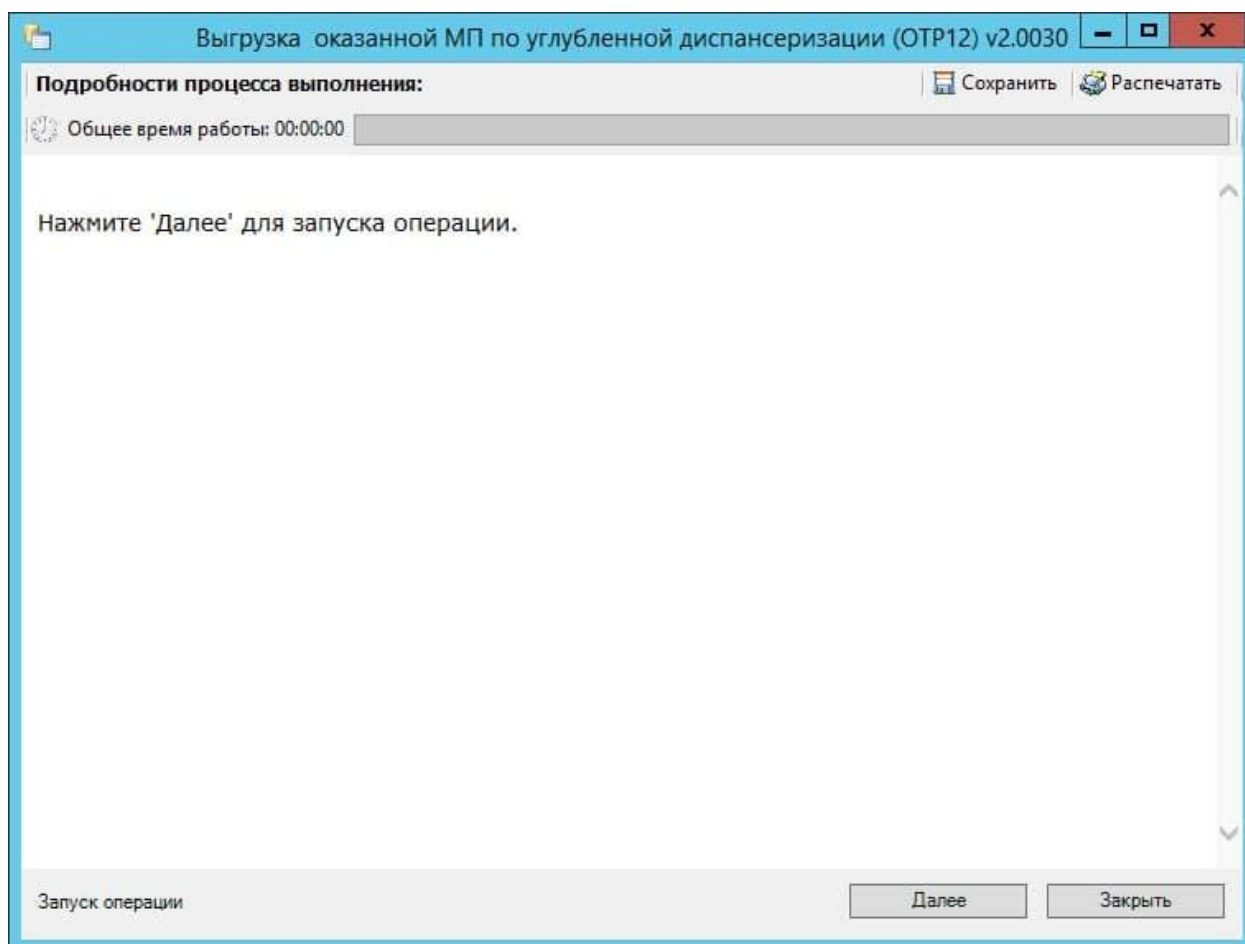 Выгрузка  оказанной МП по углубленной диспансеризации (ОТР12) v2.0030
Подробности процесса выполнения:
Сохранить
Распечатать
Общее время работы: 00:00:00
Нажмите 'Далее' для запуска операции.
Запуск операции
Далее
Закрыть